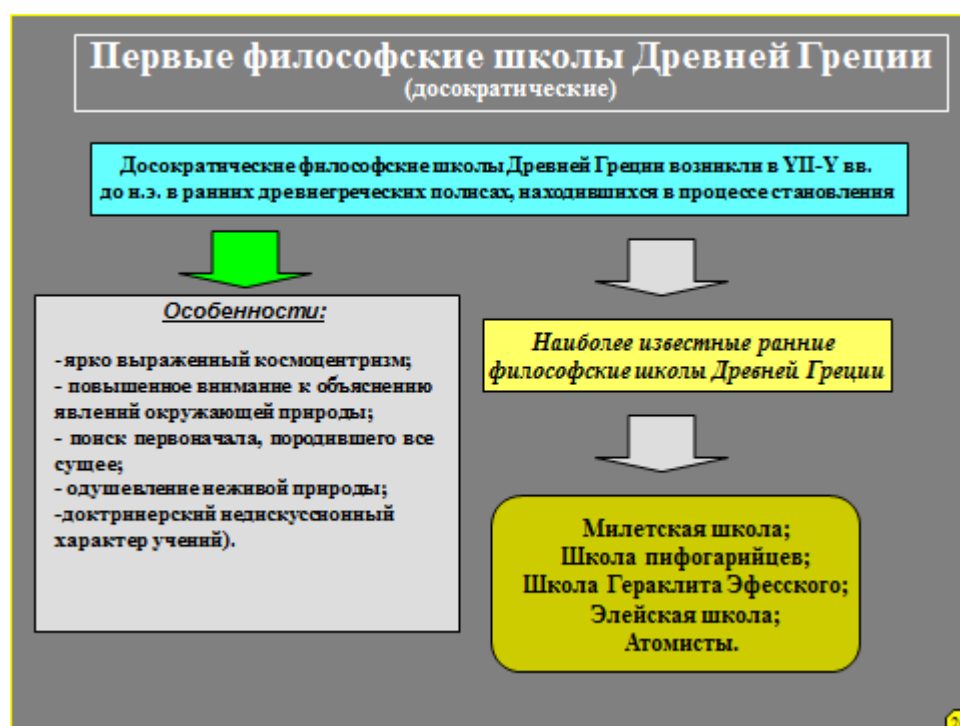 Первые философские школы Древней Греции
(досократические)
Досократические философские школы Древней Греции возникли в YII-Y вв.
до н.э. в ранних древнегреческих полисах, находившихся в процессе становления
Особенности:
-ярко выраженный космоцентризм;
- повышенное внимание к объяснению
явлений окружающей природы;
- поиск первоначала, породившего все
сущее;
- одушевление неживой природы;
-доктринерский недискуссионный
характер учений).
Наиболее известные ранние
философские школы Древней Греции
Милетская школа;
Школа пифогарийцев;
Школа Гераклита Эфесского;
Элейская школа;
Атомисты.
2